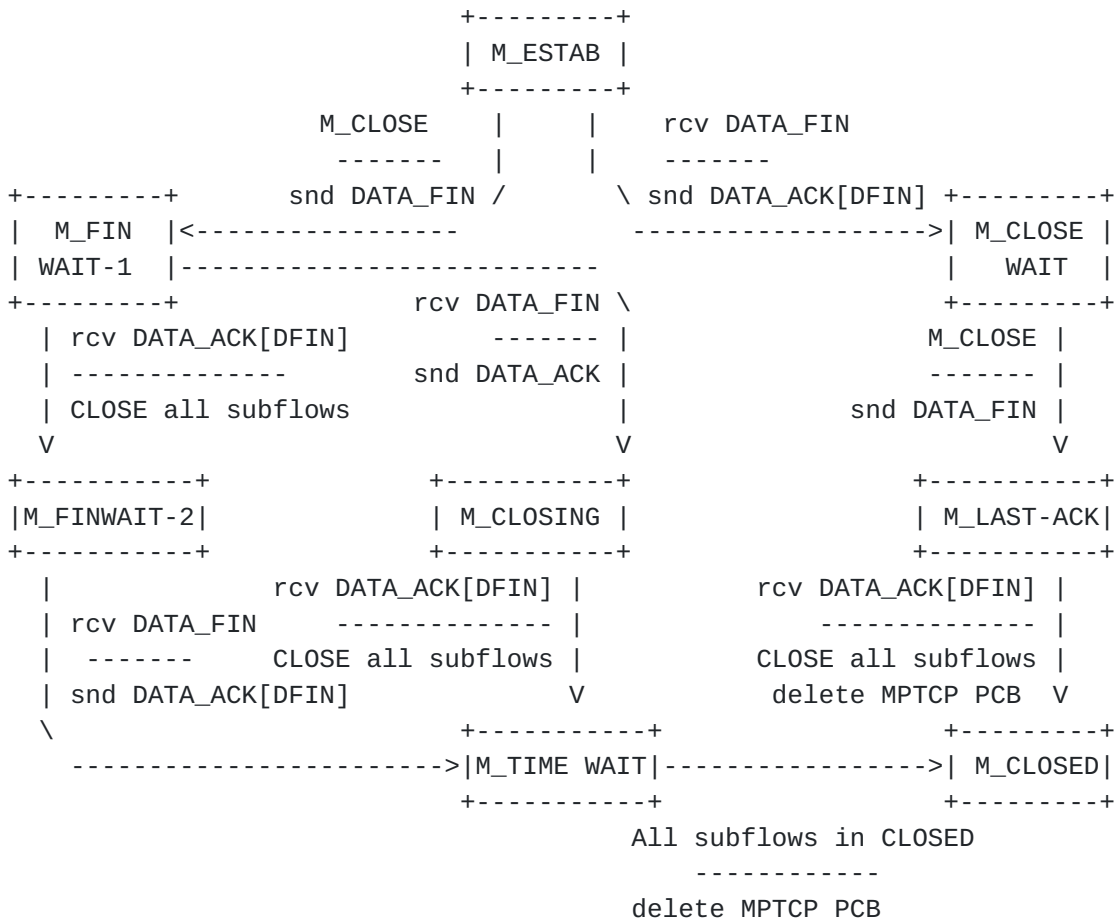 +---------+
| M_ESTAB |
+---------+
M_CLOSE    |     |    rcv DATA_FIN
-------   |     |   -------
+---------+       snd DATA_FIN /       \ snd DATA_ACK[DFIN] +---------+
|  M_FIN  |<-----------------           ------------------->| M_CLOSE |
| WAIT-1  |---------------------------                      |   WAIT  |
+---------+               rcv DATA_FIN \                    +---------+
| rcv DATA_ACK[DFIN]         ------- |                   M_CLOSE |
| --------------        snd DATA_ACK |                   ------- |
| CLOSE all subflows                 |              snd DATA_FIN |
V                                    V                           V
+-----------+              +-----------+                  +-----------+
|M_FINWAIT-2|              | M_CLOSING |                  | M_LAST-ACK|
+-----------+              +-----------+                  +-----------+
|              rcv DATA_ACK[DFIN] |           rcv DATA_ACK[DFIN] |
| rcv DATA_FIN     -------------- |               -------------- |
|  -------     CLOSE all subflows |           CLOSE all subflows |
| snd DATA_ACK[DFIN]              V            delete MPTCP PCB  V
\                          +-----------+                  +---------+
------------------------>|M_TIME WAIT|----------------->| M_CLOSED|
+-----------+                  +---------+
All subflows in CLOSED
------------
delete MPTCP PCB